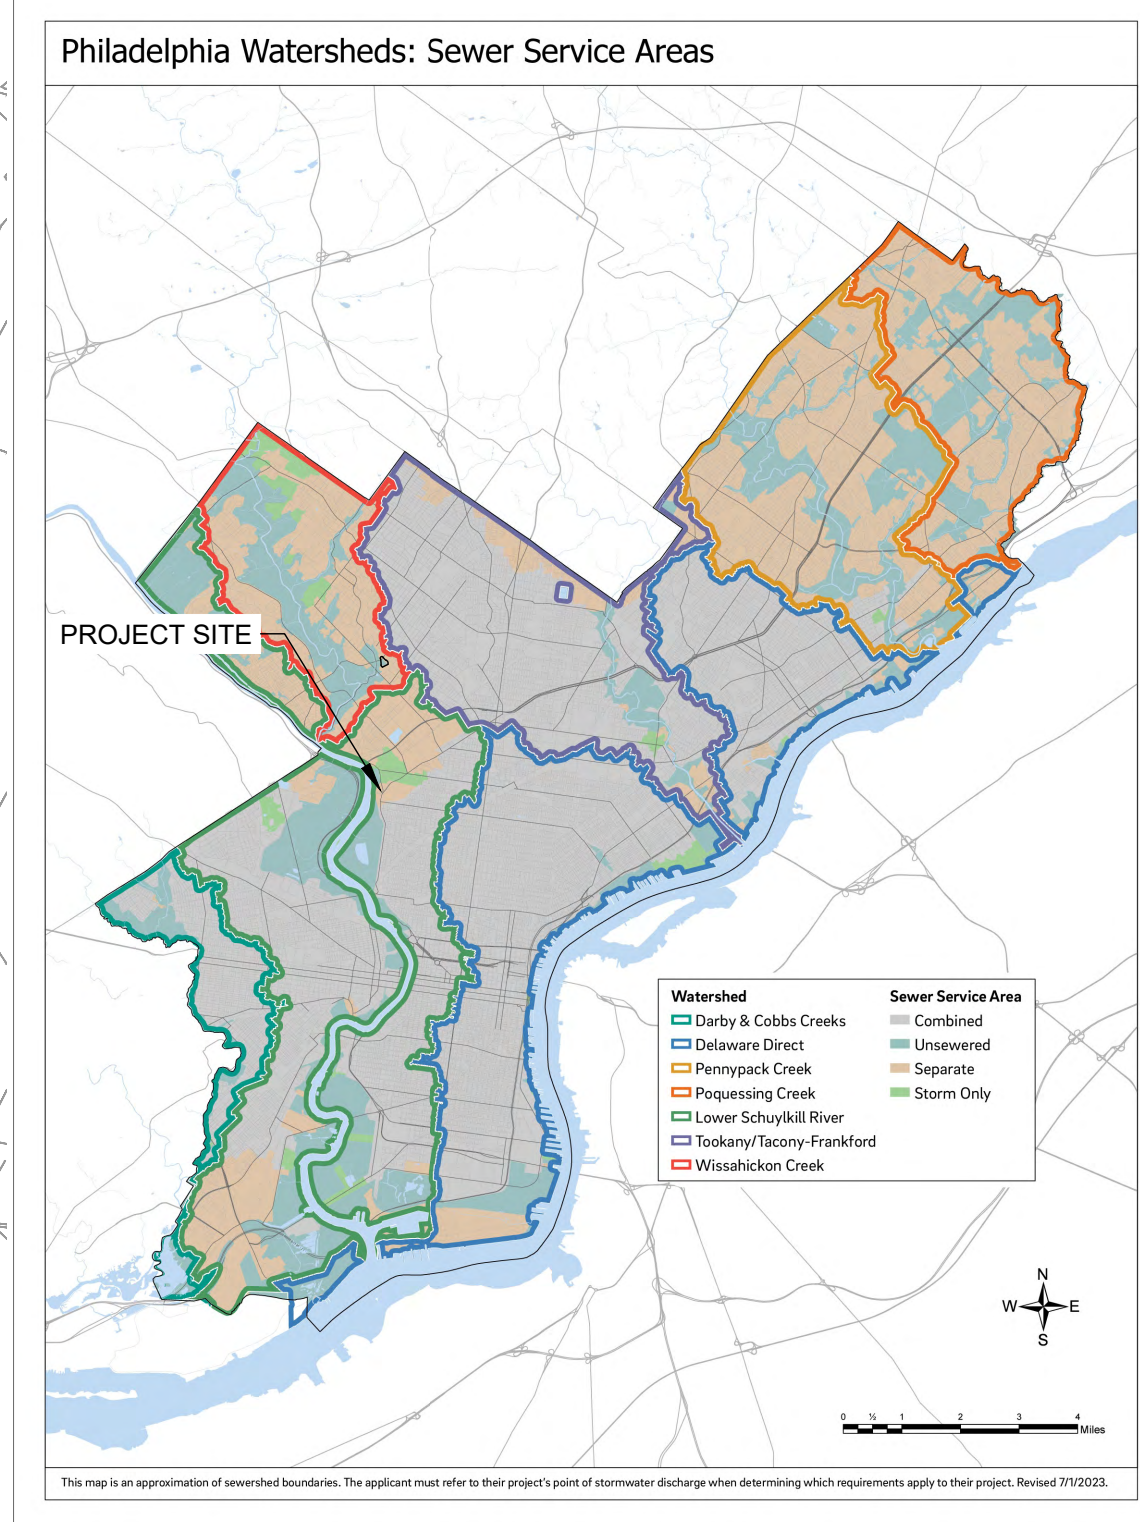 Philadelphia Watersheds: Sewer Service Areas
PROJECT SITE
Watershed
Darby & Cobbs Creeks
Delaware Direct
Pennypack Creek
Poquessing Creek
Lower Schuylkill River
Tookany/Tacony-Frankford
Wissahickon Creek
Sewer Service Area
Combined
Unsewered
Separate
Storm Only
N
W E
S
0 ½ 1 2 3 4
Miles
This map is an approximation of sewershed boundaries. The applicant must refer to their project's point of stormwater discharge when determining which requirements apply to their project. Revised 7/1/2023.